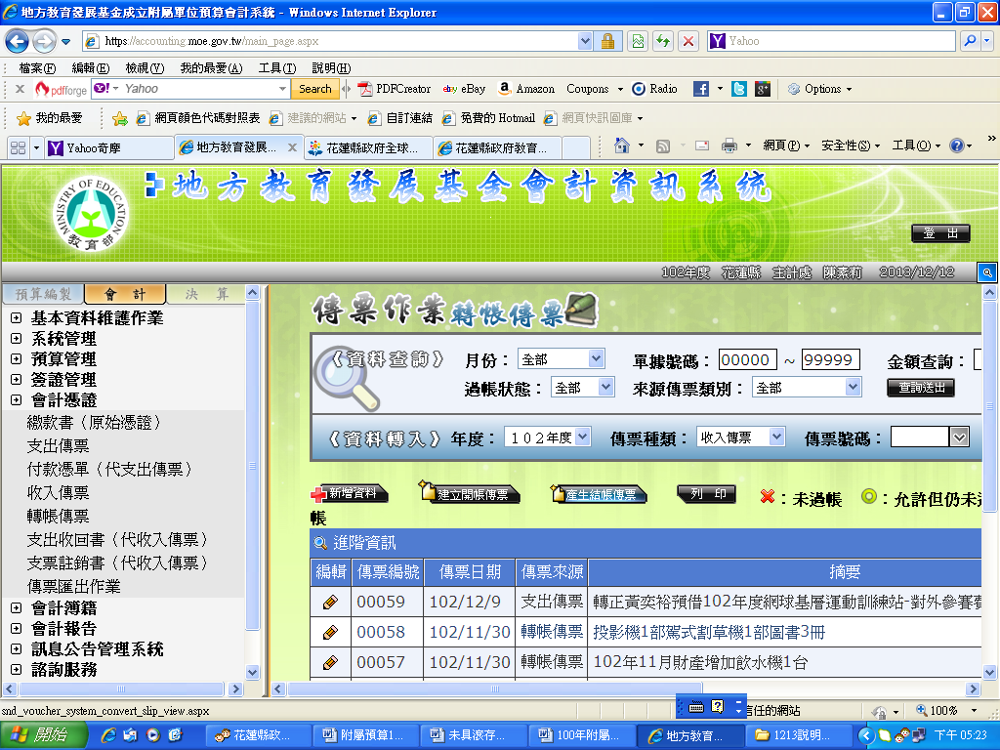 地方教育發展基金成立附屬單位預算會計系統 - Windows Internet Explorer
https://accounting.moe.gov.tw/main_page.aspx
Yahoo
檔案(F) 編輯(E) 檢視(V) 我的最愛(A) 工具(T) 說明(H)
pdfforge Yahoo Search PDFCreator eBay Amazon Coupons Radio Options
我的最愛 網頁顏色代碼對照表 建議的網站 自訂連結 免費的 Hotmail 網頁快訊圖庫
Yahoo奇摩 地方教育發展... 花蓮縣政府全球... 花蓮縣政府教育... 網頁(P) 安全性(S) 工具(O)
地方教育發展基金會計資訊系統
MINISTRY OF EDUCATION
教育部
登 出
102年度 花蓮縣 主計處 陳素莉 2013/12/12
預算編製 會 計 決 算
基本資料維護作業
系統管理
預算管理
簽證管理
會計憑證
繳款書（原始憑證）
支出傳票
付款憑單（代支出傳票）
收入傳票
轉帳傳票
支出收回書（代收入傳票）
支票註銷書（代收入傳票）
傳票匯出作業
會計簿籍
會計報告
訊息公告管理系統
諮詢服務
傳票作業 轉帳傳票
《資料查詢》 月份： 全部 單據號碼： 00000 ~ 99999 金額查詢：
過帳狀態： 全部 來源傳票類別： 全部 查詢送出
《資料轉入》 年度： 102年度 傳票種類： 收入傳票 傳票號碼：
新增資料 建立開帳傳票 產生結帳傳票 列 印 ：未過帳 ：允許但仍未過
帳
進階資訊
編輯 傳票編號 傳票日期 傳票來源 摘要
00059 102/12/9 支出傳票 轉正黃奕裕預借102年度網球基層運動訓練站-對外參賽
00058 102/11/30 轉帳傳票 投影機1部駕式割草機1部圖書3冊
00057 102/11/30 轉帳傳票 102年11月財產增加飲水機1台
snd_voucher_system_convert_slip_view.aspx 信任的網站 100%
開始 花蓮縣政... 附屬預算1... 未具滾存... 100年附屬... 地方教育... 1213說明... 下午 05:23